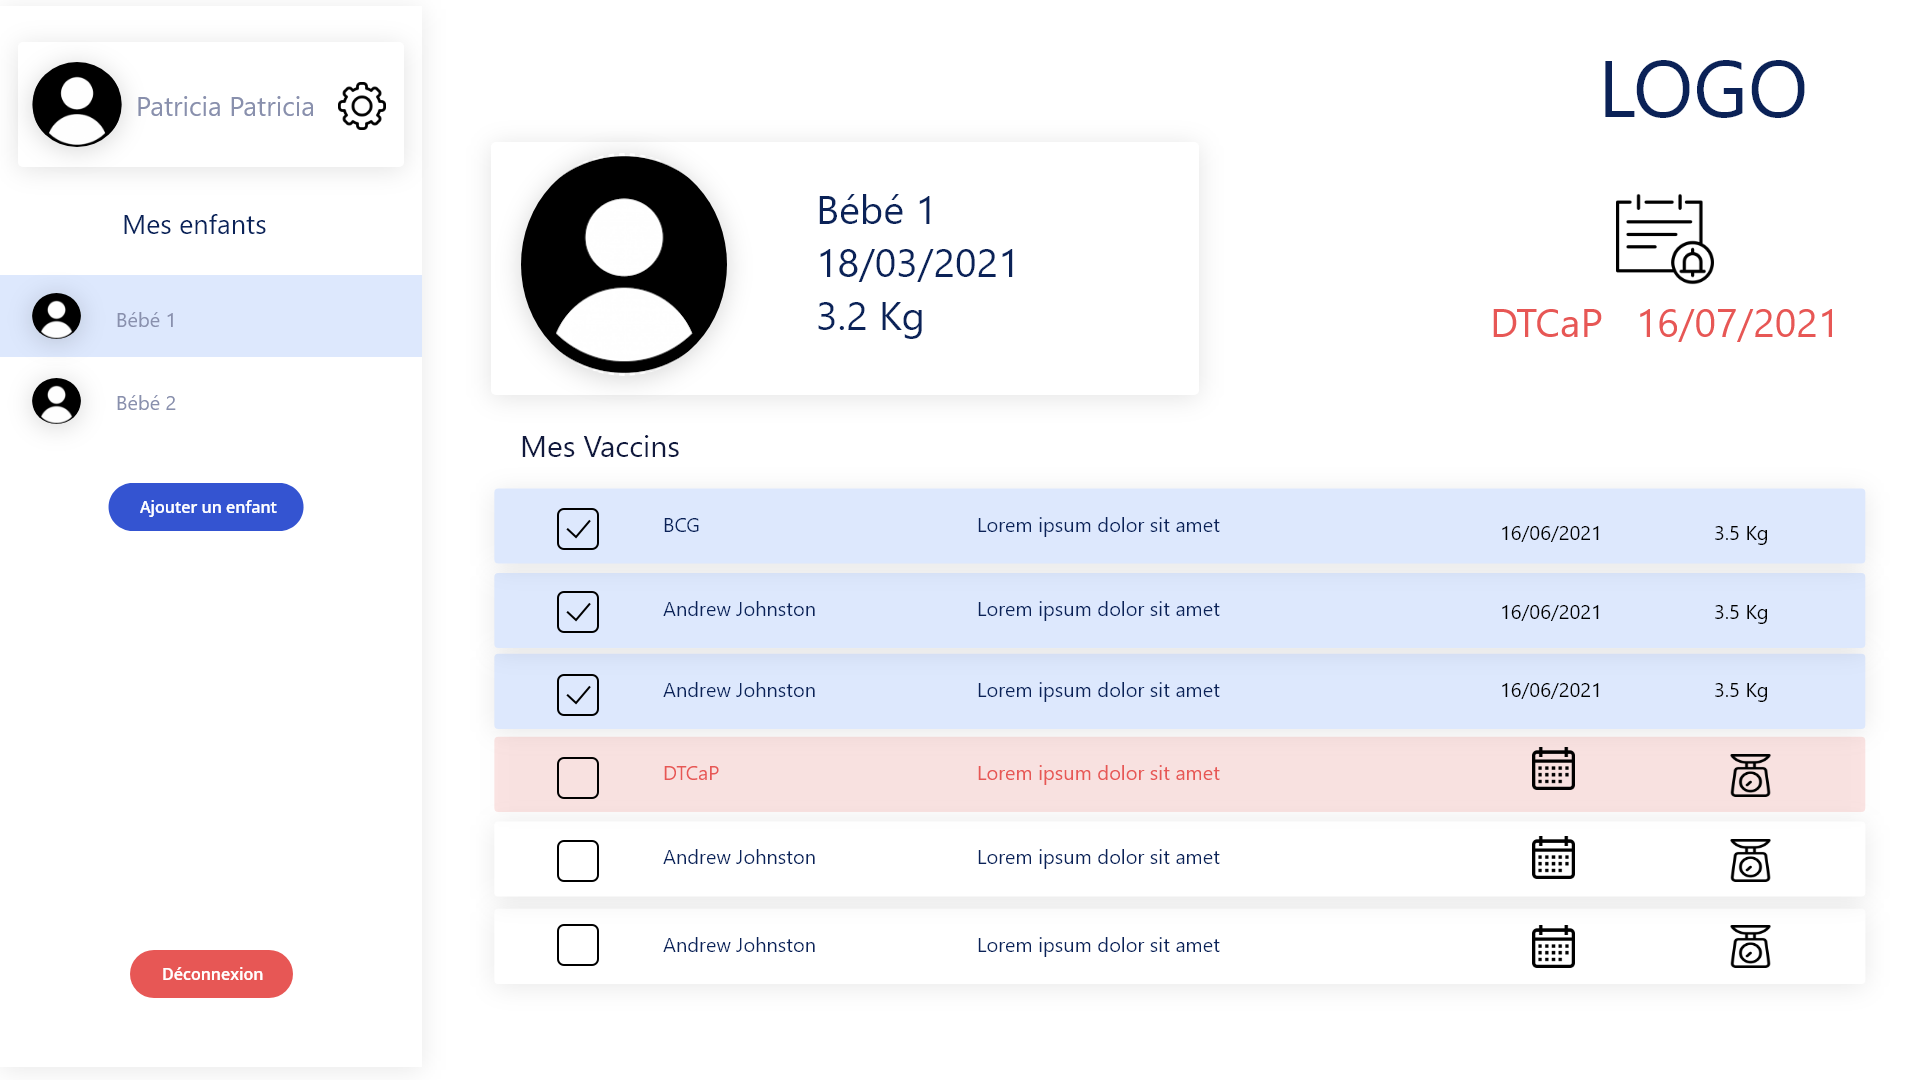 Patricia Patricia
Mes enfants
Bébé 1
Bébé 2
Ajouter un enfant
Déconnexion
LOGO
Bébé 1
18/03/2021
3.2 Kg
DTCaP 16/07/2021
Mes Vaccins
BCG Lorem ipsum dolor sit amet 16/06/2021 3.5 Kg
Andrew Johnston Lorem ipsum dolor sit amet 16/06/2021 3.5 Kg
Andrew Johnston Lorem ipsum dolor sit amet 16/06/2021 3.5 Kg
DTCaP Lorem ipsum dolor sit amet
Andrew Johnston Lorem ipsum dolor sit amet
Andrew Johnston Lorem ipsum dolor sit amet